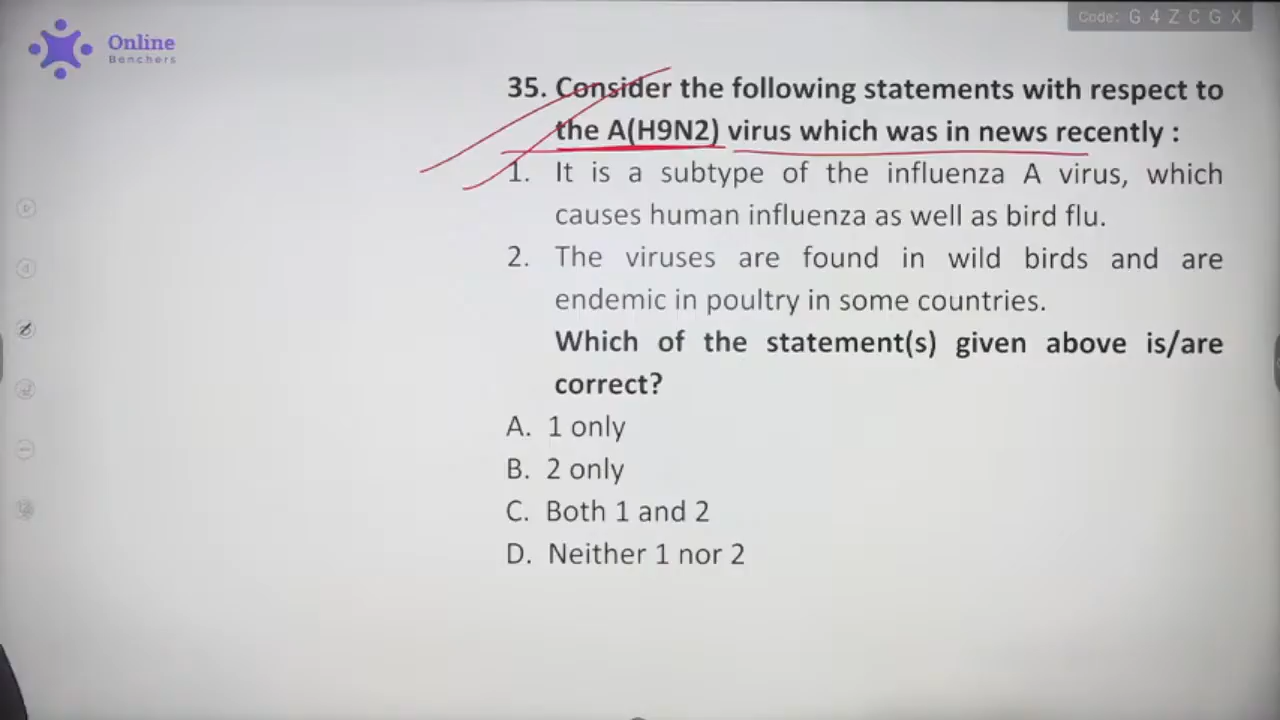 Online
Benchers
Code: G 4 Z C G X
35. Consider the following statements with respect to
the A(H9N2) virus which was in news recently :
1. It is a subtype of the influenza A virus, which
causes human influenza as well as bird flu.
2. The viruses are found in wild birds and are
endemic in poultry in some countries.
Which of the statement(s) given above is/are
correct?
A. 1 only
B. 2 only
C. Both 1 and 2
D. Neither 1 nor 2